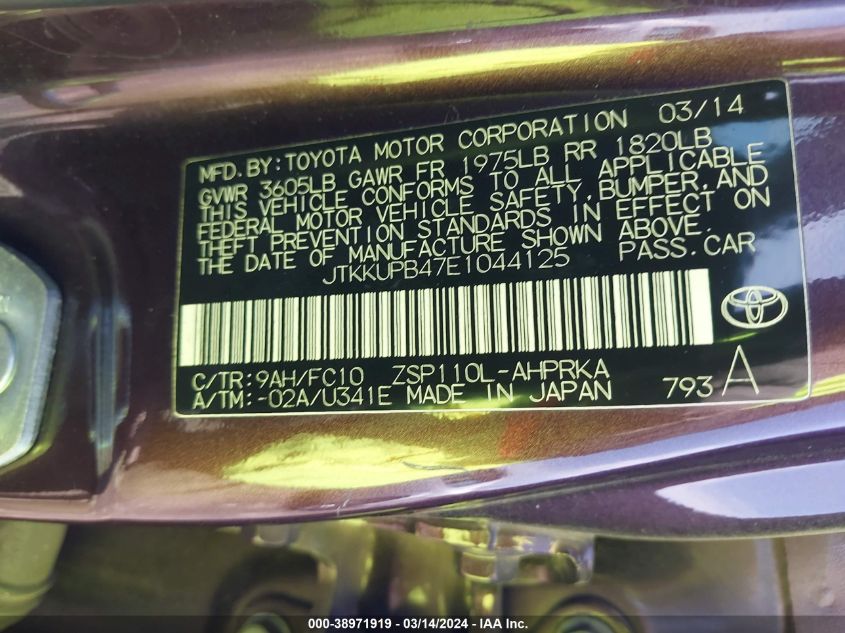 MFD. BY: TOYOTA MOTOR CORPORATION 03/14
GVWR 3605LB GAWR FR 1975LB RR 1820LB
THIS VEHICLE CONFORMS TO ALL APPLICABLE
FEDERAL MOTOR VEHICLE SAFETY, BUMPER, AND
THEFT PREVENTION STANDARDS IN EFFECT ON
THE DATE OF MANUFACTURE SHOWN ABOVE.
JTKKUPB47E1044125 PASS. CAR
C/TR: 9AH/FC10 ZSP110L-AHPRKA
A/TM: -02A/U341E MADE IN JAPAN 793 A
000-38971919 / 03/14/2024 - IAA Inc.